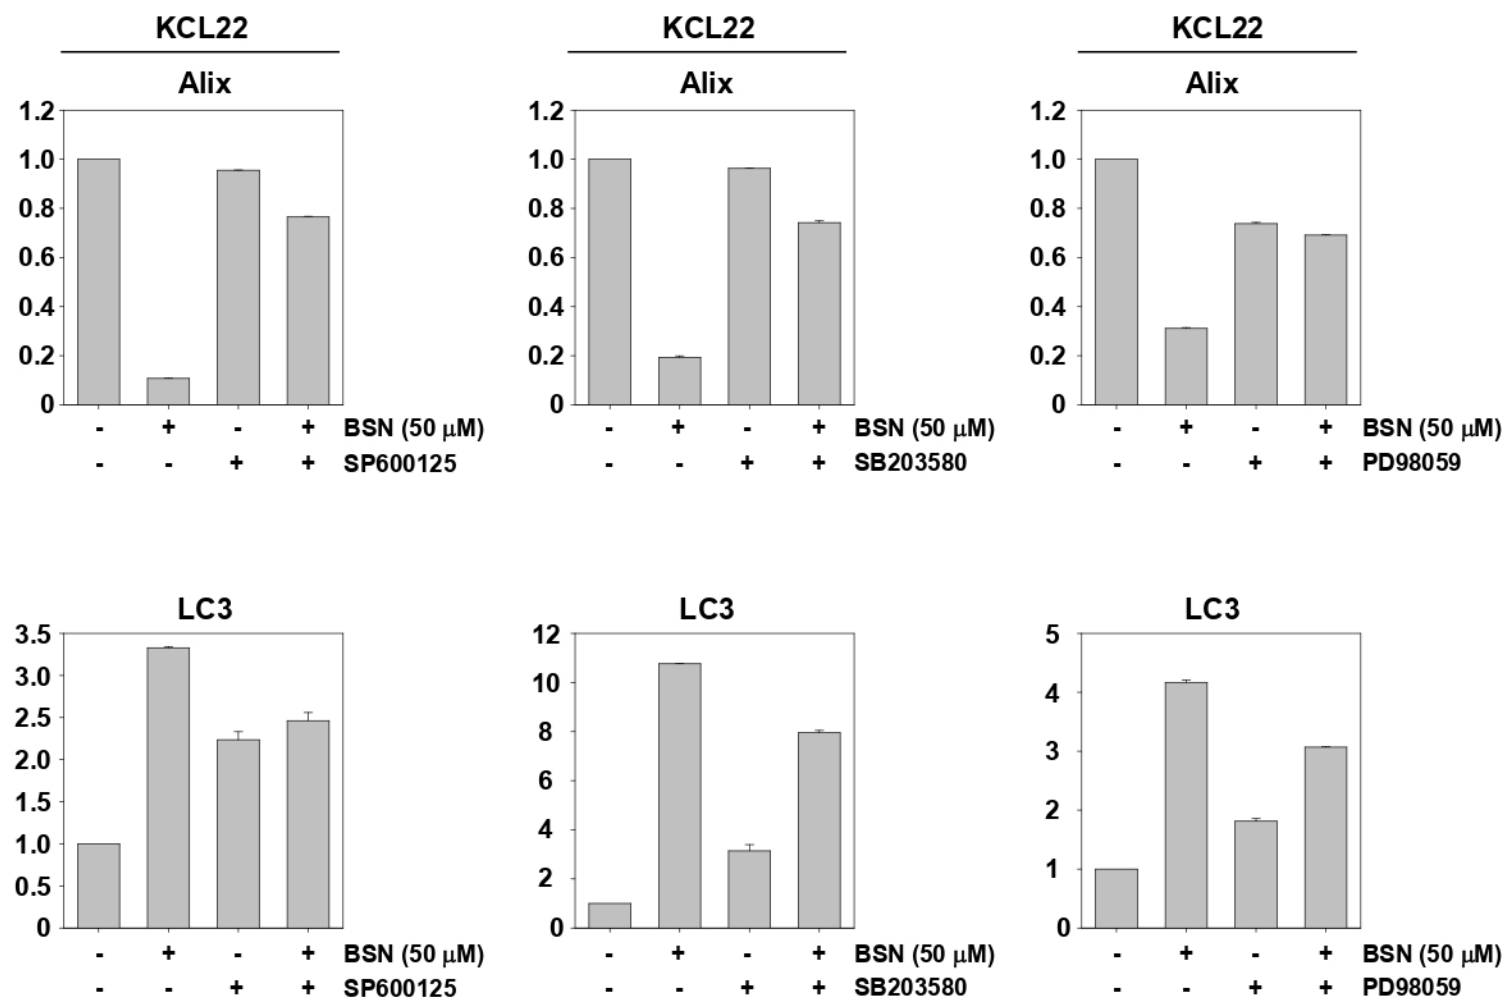 KCL22 KCL22 KCL22
Alix Alix Alix
1.2 1.2 1.2
1.0 1.0 1.0
0.8 0.8 0.8
0.6 0.6 0.6
0.4 0.4 0.4
0.2 0.2 0.2
0 0 0
- + - + BSN (50 μM) - + - + BSN (50 μM) - + - + BSN (50 μM)
- - + + SP600125 - - + + SB203580 - - + + PD98059
LC3 LC3 LC3
3.5 12 5
3.0 10 4
2.5 8 3
2.0 6 2
1.5 4 1
1.0 2 0
0.5 0
0
- + - + BSN (50 μM) - + - + BSN (50 μM) - + - + BSN (50 μM)
- - + + SP600125 - - + + SB203580 - - + + PD98059